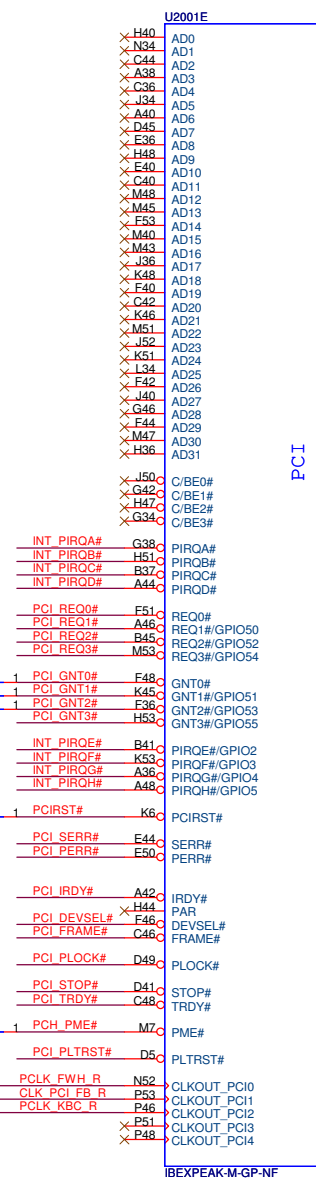 U2001E
H40 AD0
N34 AD1
C44 AD2
A38 AD3
C36 AD4
J34 AD5
A40 AD6
D45 AD7
E36 AD8
H48 AD9
E40 AD10
C40 AD11
M48 AD12
M45 AD13
F53 AD14
M40 AD15
M43 AD16
J36 AD17
K48 AD18
F40 AD19
C42 AD20
K46 AD21
M51 AD22
J52 AD23
K51 AD24
L34 AD25
F42 AD26
J40 AD27
G46 AD28
F44 AD29
M47 AD30
H36 AD31
PCI
J50 C/BE0#
G42 C/BE1#
H47 C/BE2#
G34 C/BE3#
INT_PIRQA# G38 PIRQA#
INT_PIRQB# H51 PIRQB#
INT_PIRQC# B37 PIRQC#
INT_PIRQD# A44 PIRQD#
PCI_REQ0# F51 REQ0#
PCI_REQ1# A46 REQ1#/GPIO50
PCI_REQ2# B45 REQ2#/GPIO52
PCI_REQ3# M53 REQ3#/GPIO54
1 PCI_GNT0# F48 GNT0#
1 PCI_GNT1# K45 GNT1#/GPIO51
1 PCI_GNT2# F36 GNT2#/GPIO53
PCI_GNT3# H53 GNT3#/GPIO55
INT_PIRQE# B41 PIRQE#/GPIO2
INT_PIRQF# K53 PIRQF#/GPIO3
INT_PIRQG# A36 PIRQG#/GPIO4
INT_PIRQH# A48 PIRQH#/GPIO5
1 PCIRST# K6 PCIRST#
PCI_SERR# E44 SERR#
PCI_PERR# E50 PERR#
PCI_IRDY# A42 IRDY#
H44 PAR
PCI_DEVSEL# F46 DEVSEL#
PCI_FRAME# C46 FRAME#
PCI_PLOCK# D49 PLOCK#
PCI_STOP# D41 STOP#
PCI_TRDY# C48 TRDY#
1 PCH_PME# M7 PME#
PCI_PLTRST# D5 PLTRST#
PCLK_FWH_R N52 CLKOUT_PCI0
CLK_PCI_FB_R P53 CLKOUT_PCI1
PCLK_KBC_R P46 CLKOUT_PCI2
P51 CLKOUT_PCI3
P48 CLKOUT_PCI4
IBEXPEAK-M-GP-NF